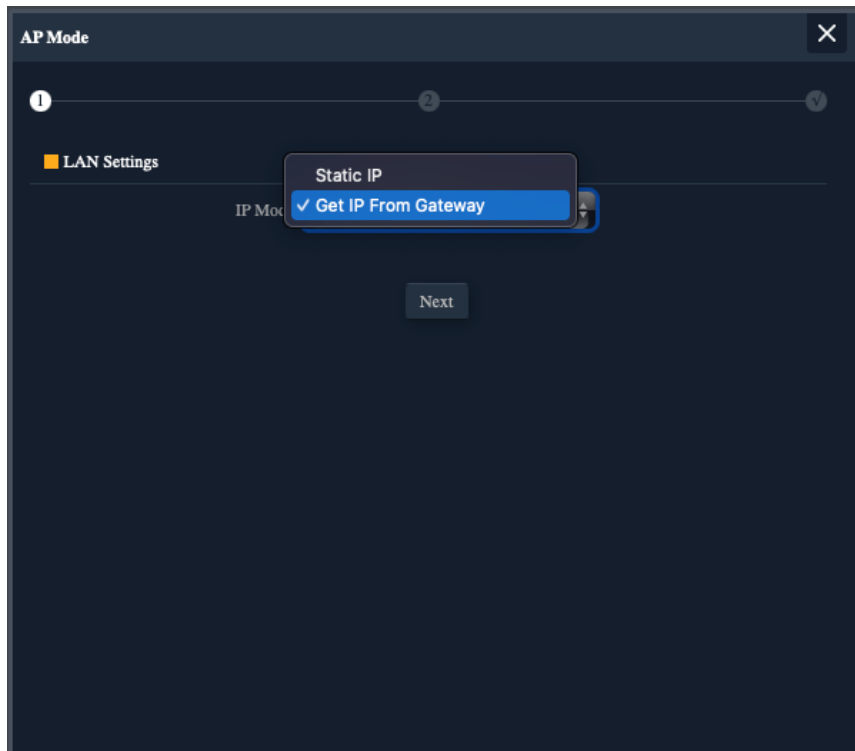 AP Mode
1
2
√
LAN Settings
Static IP
IP Mod
Get IP From Gateway
Next